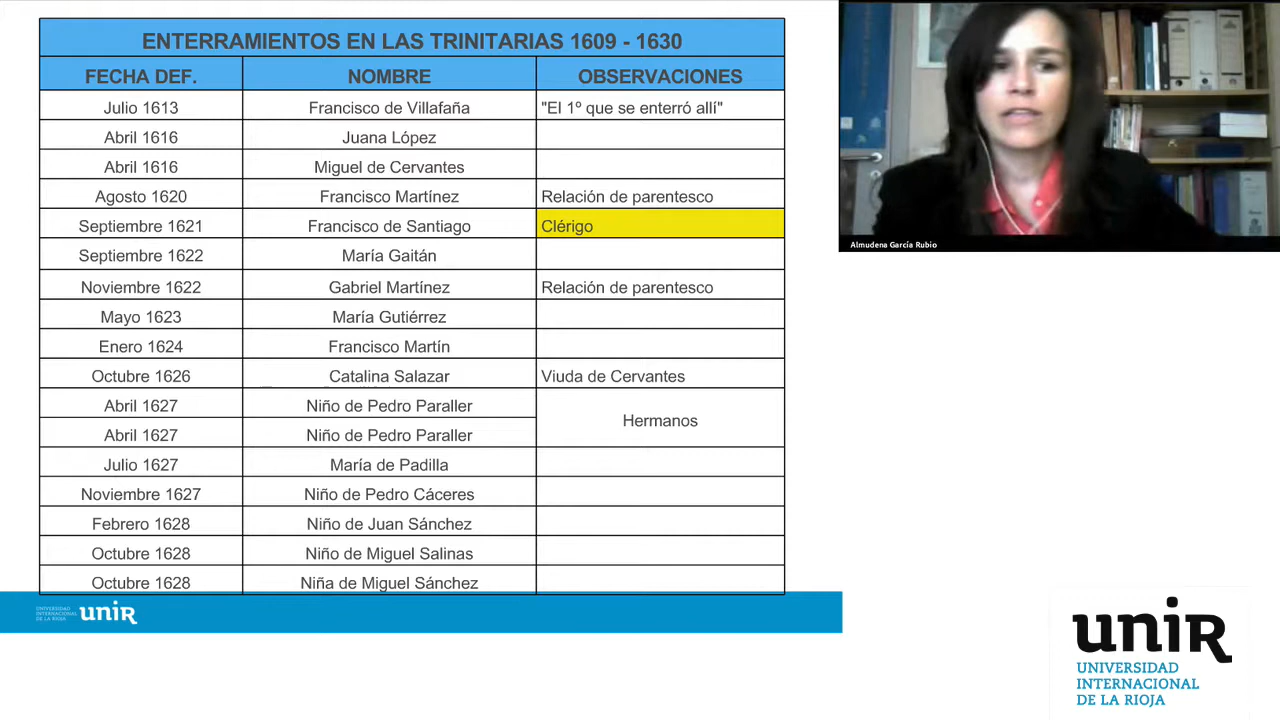 ENTERRAMIENTOS EN LAS TRINITARIAS 1609 - 1630
FECHA DEF. NOMBRE OBSERVACIONES
Julio 1613 Francisco de Villafaña "El 1º que se enterró allí"
Abril 1616 Juana López
Abril 1616 Miguel de Cervantes
Agosto 1620 Francisco Martínez Relación de parentesco
Septiembre 1621 Francisco de Santiago Clérigo
Septiembre 1622 María Gaitán
Noviembre 1622 Gabriel Martínez Relación de parentesco
Mayo 1623 María Gutiérrez
Enero 1624 Francisco Martín
Octubre 1626 Catalina Salazar Viuda de Cervantes
Abril 1627 Niño de Pedro Paraller Hermanos
Abril 1627 Niño de Pedro Paraller
Julio 1627 María de Padilla
Noviembre 1627 Niño de Pedro Cáceres
Febrero 1628 Niño de Juan Sánchez
Octubre 1628 Niño de Miguel Salinas
Octubre 1628 Niña de Miguel Sánchez
UNIVERSIDAD
INTERNACIONAL
DE LA RIOJA
uniR
Almudena García Rubio
uniR
UNIVERSIDAD
INTERNACIONAL
DE LA RIOJA